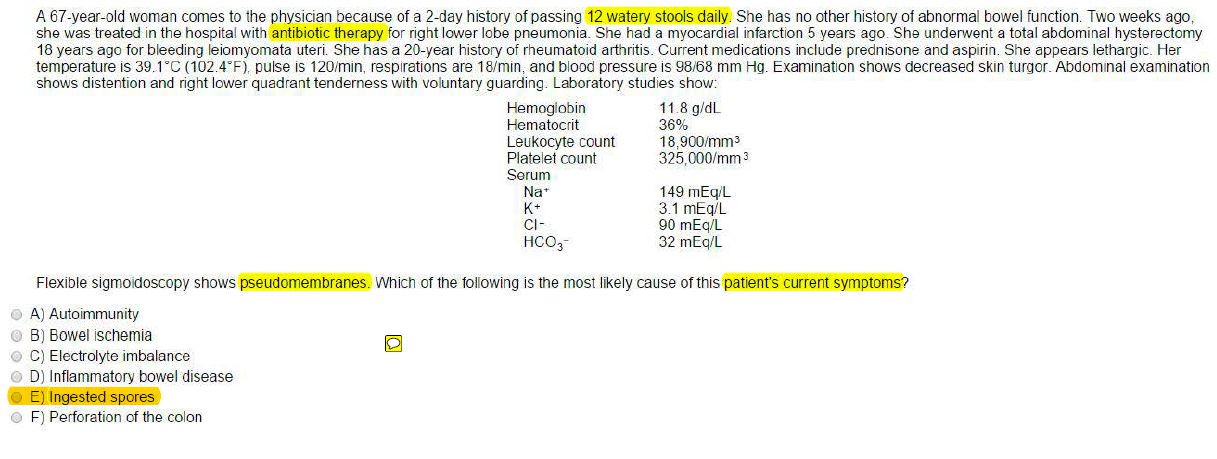 A 67-year-old woman comes to the physician because of a 2-day history of passing 12 watery stools daily. She has no other history of abnormal bowel function. Two weeks ago,
she was treated in the hospital with antibiotic therapy for right lower lobe pneumonia. She had a myocardial infarction 5 years ago. She underwent a total abdominal hysterectomy
18 years ago for bleeding leiomyomata uteri. She has a 20-year history of rheumatoid arthritis. Current medications include prednisone and aspirin. She appears lethargic. Her
temperature is 39.1°C (102.4°F), pulse is 120/min, respirations are 18/min, and blood pressure is 98/68 mm Hg. Examination shows decreased skin turgor. Abdominal examination
shows distention and right lower quadrant tenderness with voluntary guarding. Laboratory studies show:
Hemoglobin 11.8 g/dL
Hematocrit 36%
Leukocyte count 18,900/mm³
Platelet count 325,000/mm³
Serum
Na⁺ 149 mEq/L
K⁺ 3.1 mEq/L
Cl⁻ 90 mEq/L
HCO₃⁻ 32 mEq/L
Flexible sigmoidoscopy shows pseudomembranes. Which of the following is the most likely cause of this patient's current symptoms?
A) Autoimmunity
B) Bowel ischemia
C) Electrolyte imbalance
D) Inflammatory bowel disease
E) Ingested spores
F) Perforation of the colon